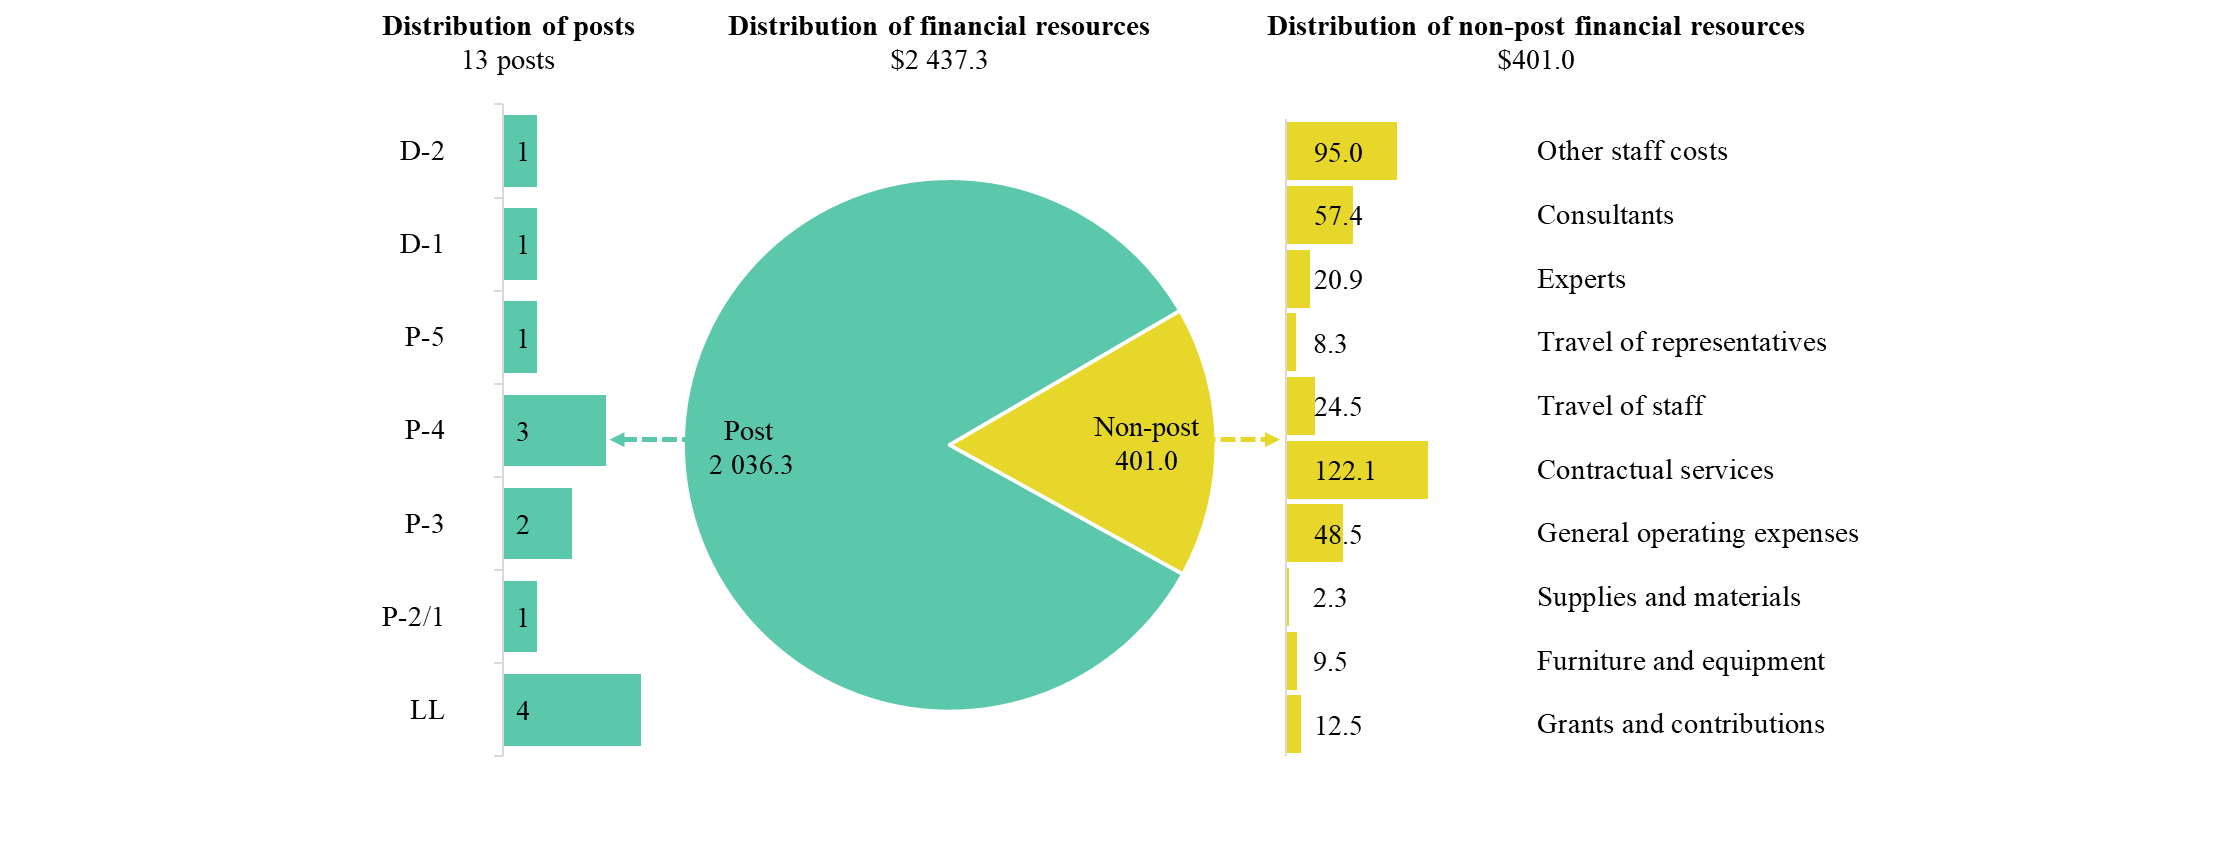 Distribution of posts
13 posts
D-2 1
D-1 1
P-5 1
P-4 3
P-3 2
P-2/1 1
LL 4
Distribution of financial resources
$2 437.3
Post
2 036.3
Non-post
401.0
Distribution of non-post financial resources
$401.0
95.0 Other staff costs
57.4 Consultants
20.9 Experts
8.3 Travel of representatives
24.5 Travel of staff
122.1 Contractual services
48.5 General operating expenses
2.3 Supplies and materials
9.5 Furniture and equipment
12.5 Grants and contributions